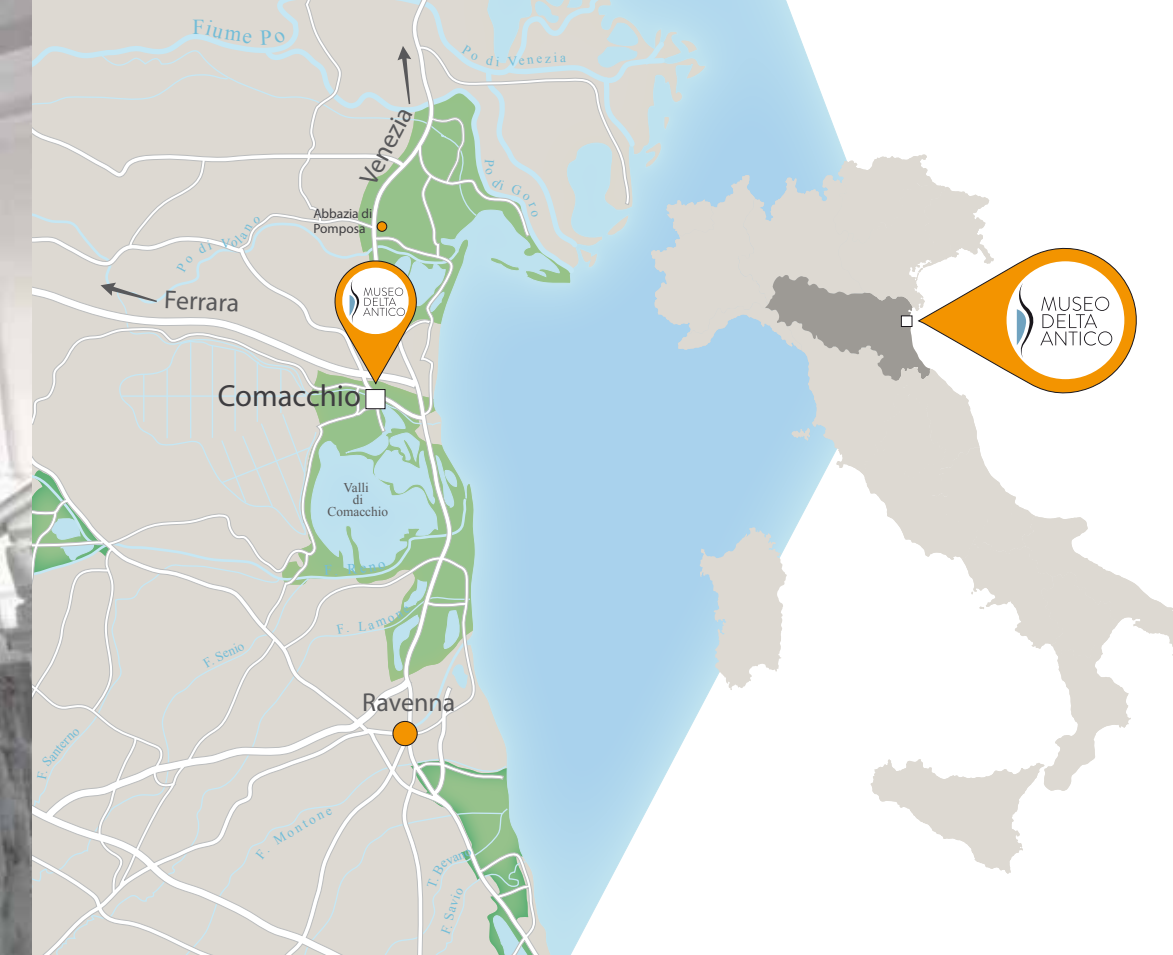 Fiume Po
Po di Venezia
Venezia
Po di Goro
Abbazia di
Pomposa
Po di Volano
Ferrara
MUSEO
DELTA
ANTICO
MUSEO
DELTA
ANTICO
Comacchio
Valli
di
Comacchio
F. Reno
F. Lamone
F. Senio
Ravenna
F. Santerno
F. Montone
T. Bevano
F. Savio